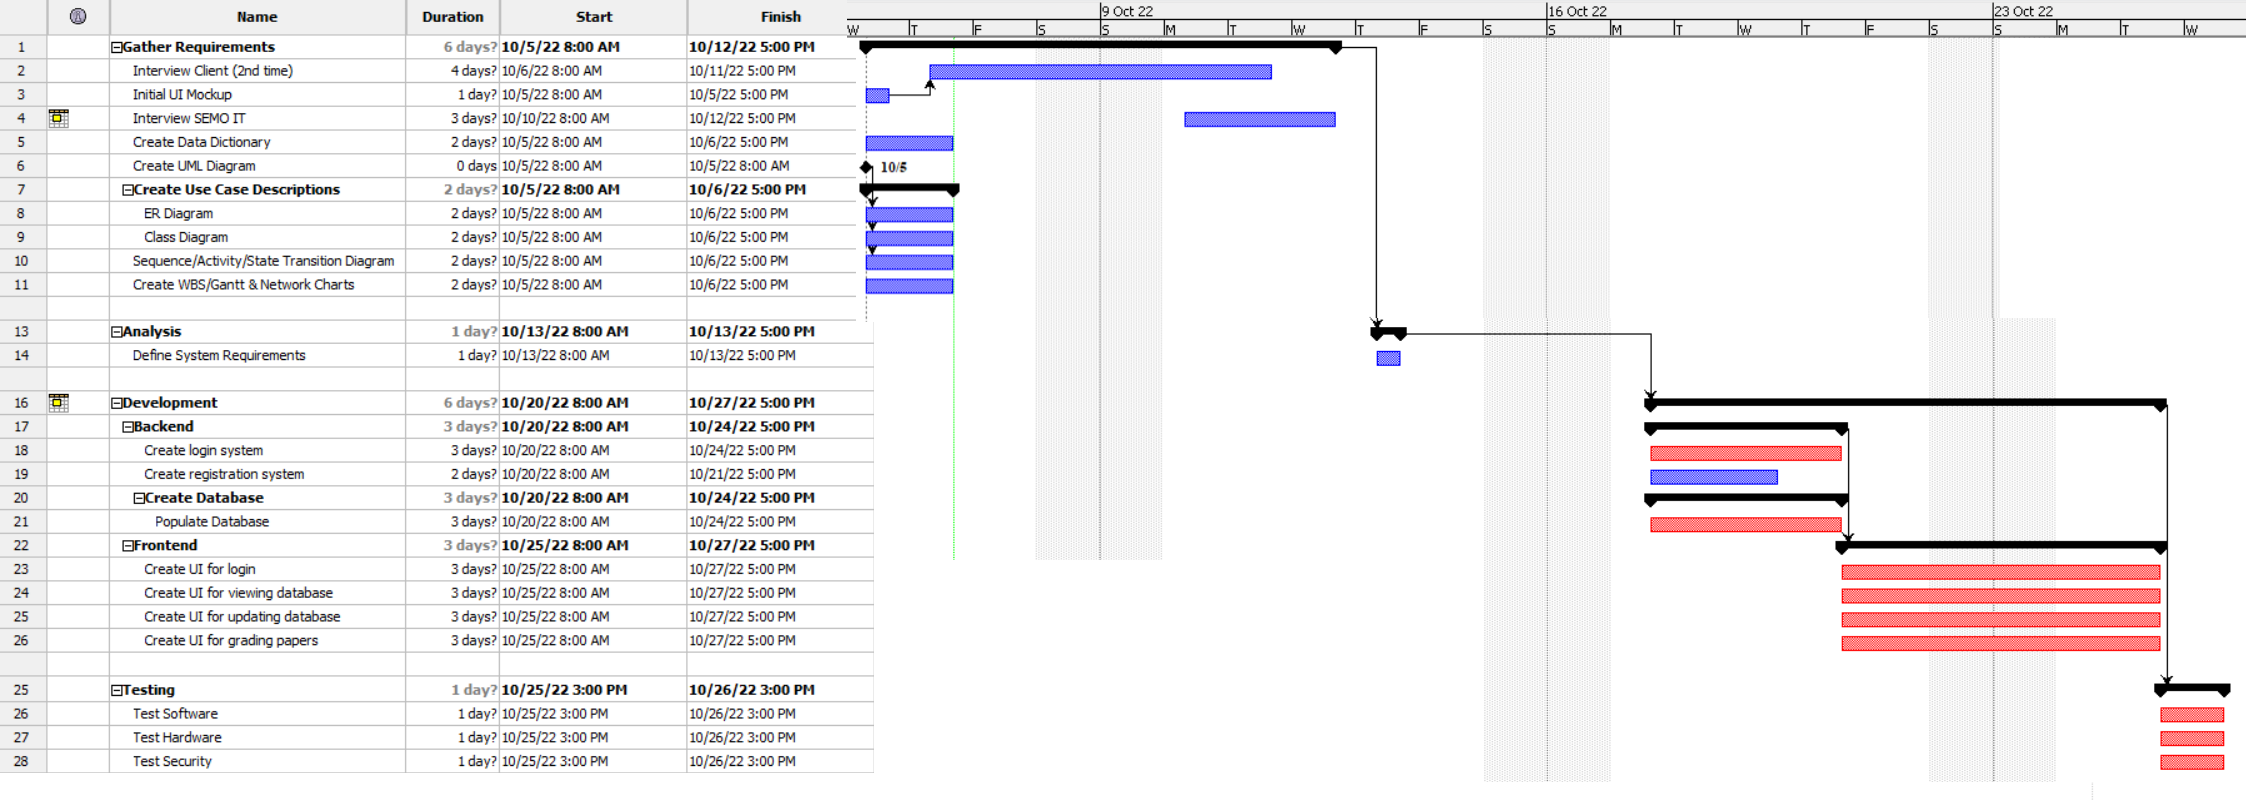 Name Duration Start Finish 9 Oct 22 16 Oct 22 23 Oct 22
W T F S S M T W T F S S M T W T F S S M T W
1 Gather Requirements 6 days? 10/5/22 8:00 AM 10/12/22 5:00 PM
2 Interview Client (2nd time) 4 days? 10/6/22 8:00 AM 10/11/22 5:00 PM
3 Initial UI Mockup 1 day? 10/5/22 8:00 AM 10/5/22 5:00 PM
4 Interview SEMO IT 3 days? 10/10/22 8:00 AM 10/12/22 5:00 PM
5 Create Data Dictionary 2 days? 10/5/22 8:00 AM 10/6/22 5:00 PM
6 Create UML Diagram 0 days 10/5/22 8:00 AM 10/5/22 8:00 AM 10/5
7 Create Use Case Descriptions 2 days? 10/5/22 8:00 AM 10/6/22 5:00 PM
8 ER Diagram 2 days? 10/5/22 8:00 AM 10/6/22 5:00 PM
9 Class Diagram 2 days? 10/5/22 8:00 AM 10/6/22 5:00 PM
10 Sequence/Activity/State Transition Diagram 2 days? 10/5/22 8:00 AM 10/6/22 5:00 PM
11 Create WBS/Gantt & Network Charts 2 days? 10/5/22 8:00 AM 10/6/22 5:00 PM
13 Analysis 1 day? 10/13/22 8:00 AM 10/13/22 5:00 PM
14 Define System Requirements 1 day? 10/13/22 8:00 AM 10/13/22 5:00 PM
16 Development 6 days? 10/20/22 8:00 AM 10/27/22 5:00 PM
17 Backend 3 days? 10/20/22 8:00 AM 10/24/22 5:00 PM
18 Create login system 3 days? 10/20/22 8:00 AM 10/24/22 5:00 PM
19 Create registration system 2 days? 10/20/22 8:00 AM 10/21/22 5:00 PM
20 Create Database 3 days? 10/20/22 8:00 AM 10/24/22 5:00 PM
21 Populate Database 3 days? 10/20/22 8:00 AM 10/24/22 5:00 PM
22 Frontend 3 days? 10/25/22 8:00 AM 10/27/22 5:00 PM
23 Create UI for login 3 days? 10/25/22 8:00 AM 10/27/22 5:00 PM
24 Create UI for viewing database 3 days? 10/25/22 8:00 AM 10/27/22 5:00 PM
25 Create UI for updating database 3 days? 10/25/22 8:00 AM 10/27/22 5:00 PM
26 Create UI for grading papers 3 days? 10/25/22 8:00 AM 10/27/22 5:00 PM
25 Testing 1 day? 10/25/22 3:00 PM 10/26/22 3:00 PM
26 Test Software 1 day? 10/25/22 3:00 PM 10/26/22 3:00 PM
27 Test Hardware 1 day? 10/25/22 3:00 PM 10/26/22 3:00 PM
28 Test Security 1 day? 10/25/22 3:00 PM 10/26/22 3:00 PM